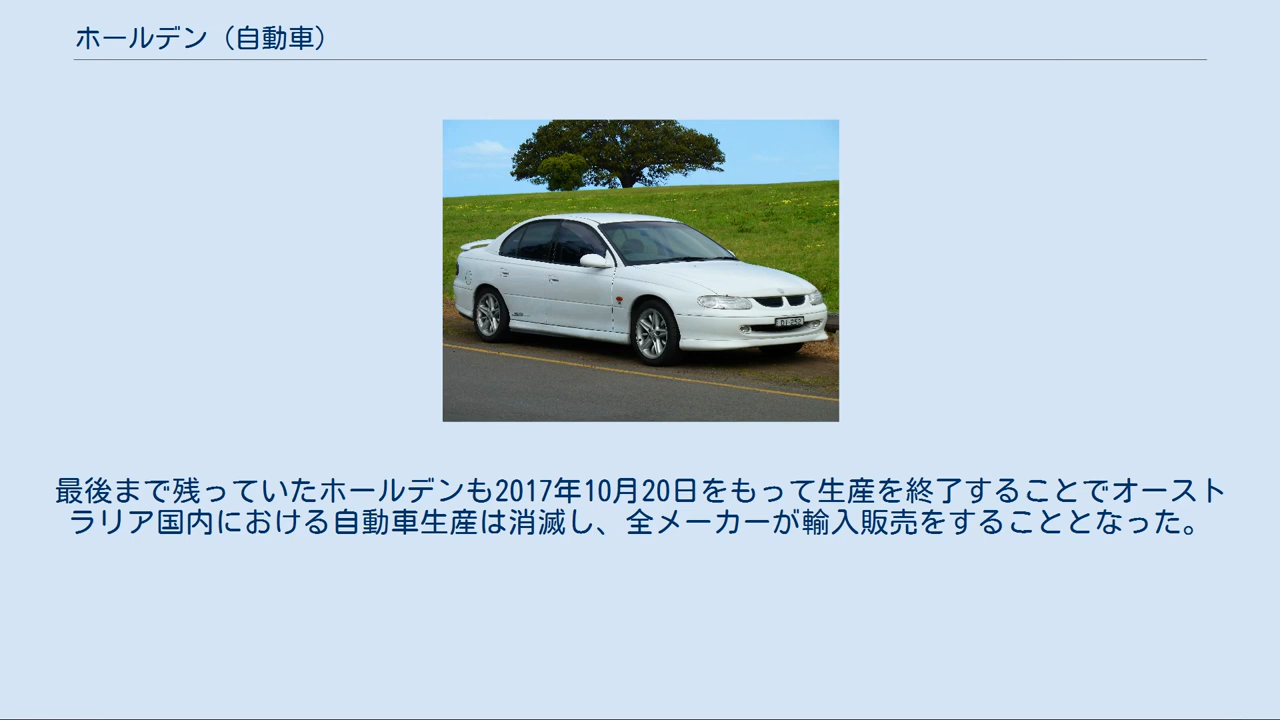 ホールデン（自動車）
最後まで残っていたホールデンも2017年10月20日をもって生産を終了することでオースト
ラリア国内における自動車生産は消滅し、全メーカーが輸入販売をすることとなった。